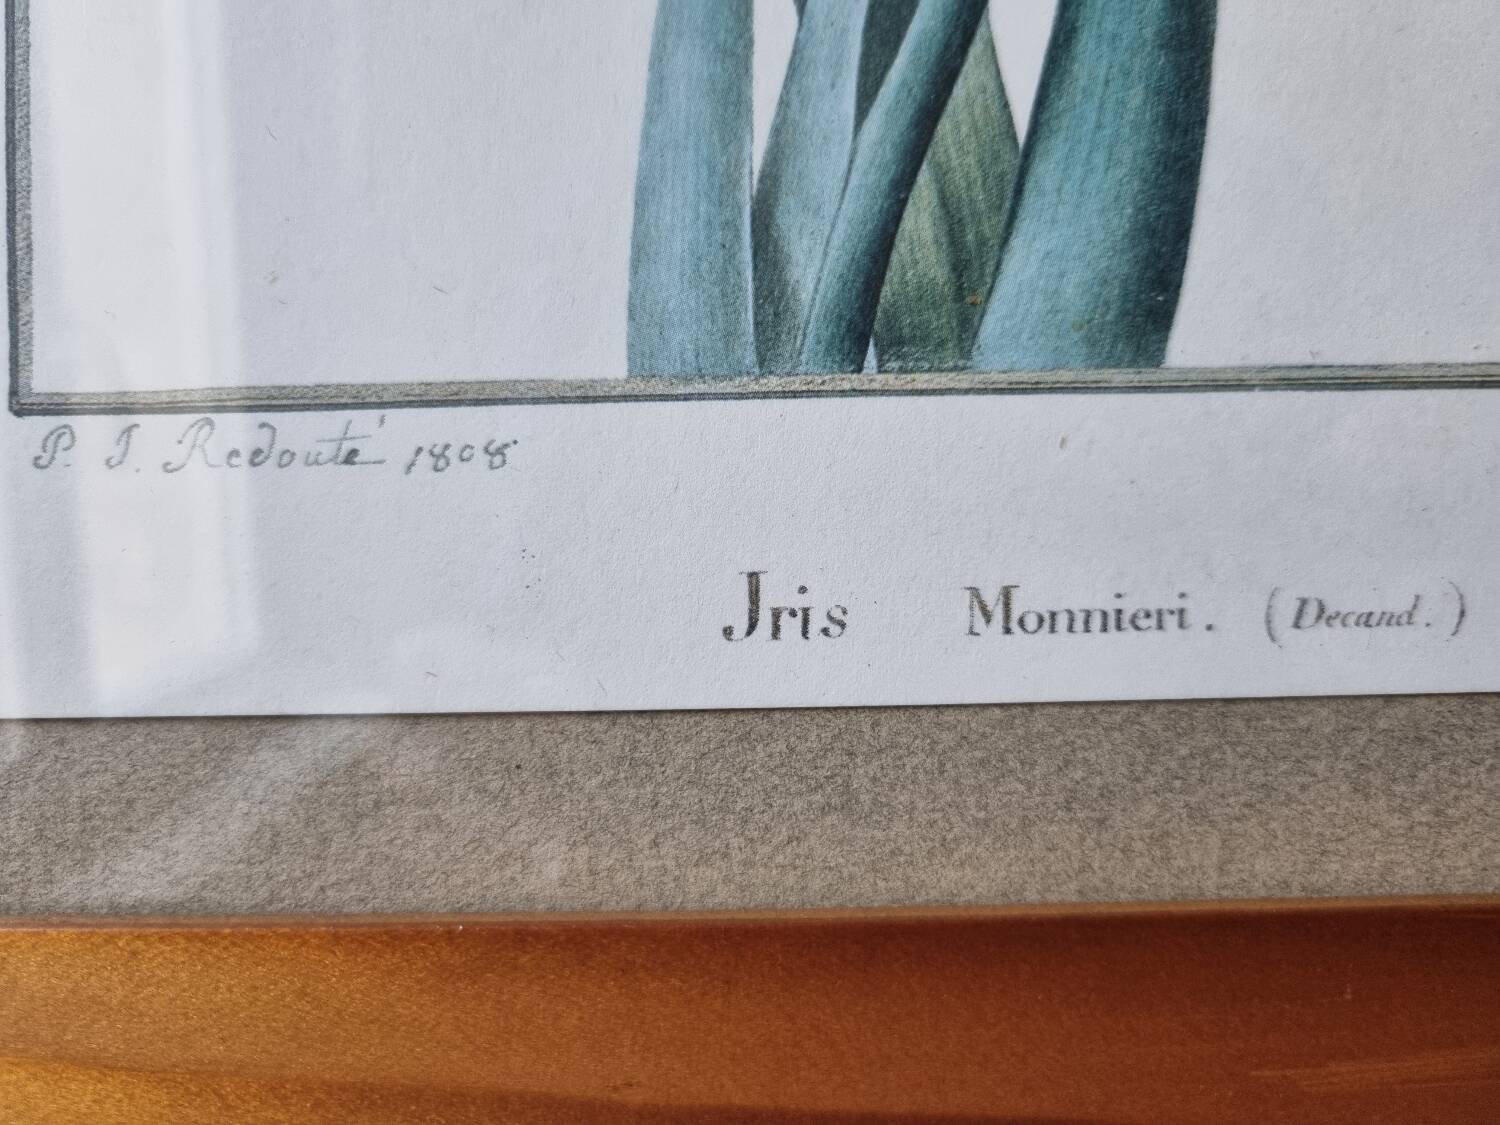 P. J. Redouté 1808
Jris Monnieri. (Decand.)